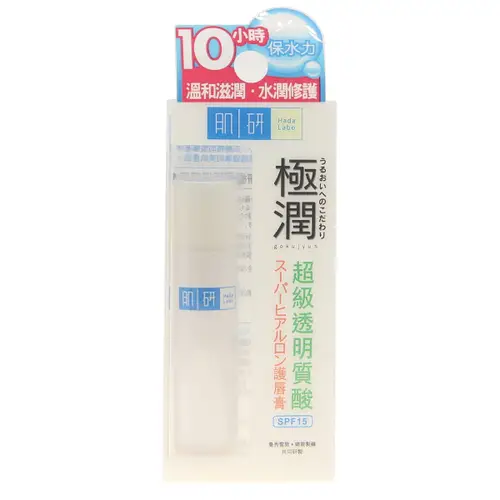 10小時
保水力
溫和滋潤・水潤修護
肌研
Hada
Labo
極潤
うるおいへのこだわり
gokujyun
超級透明質酸
スーパーヒアルロン護唇膏
SPF15
肌研